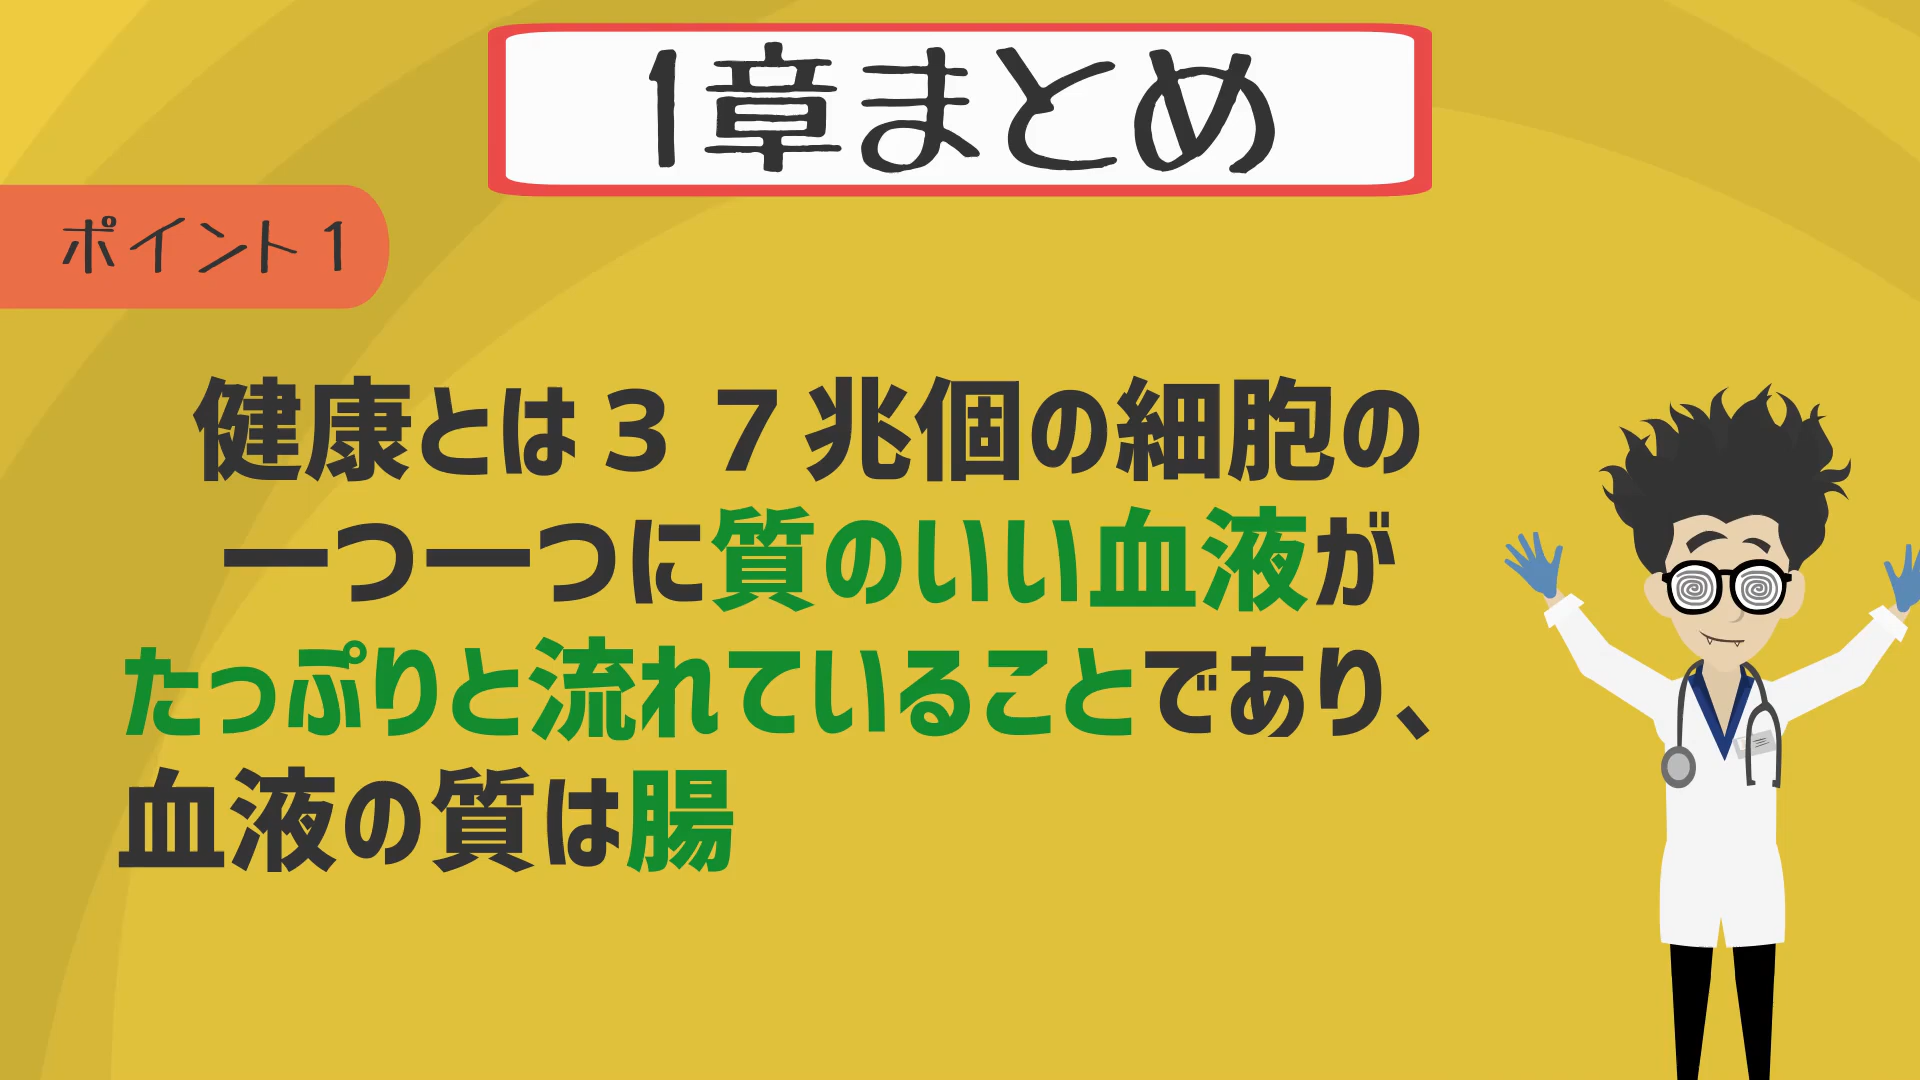 1章まとめ
ポイント1
健康とは３７兆個の細胞の
一つ一つに質のいい血液が
たっぷりと流れていることであり、
血液の質は腸